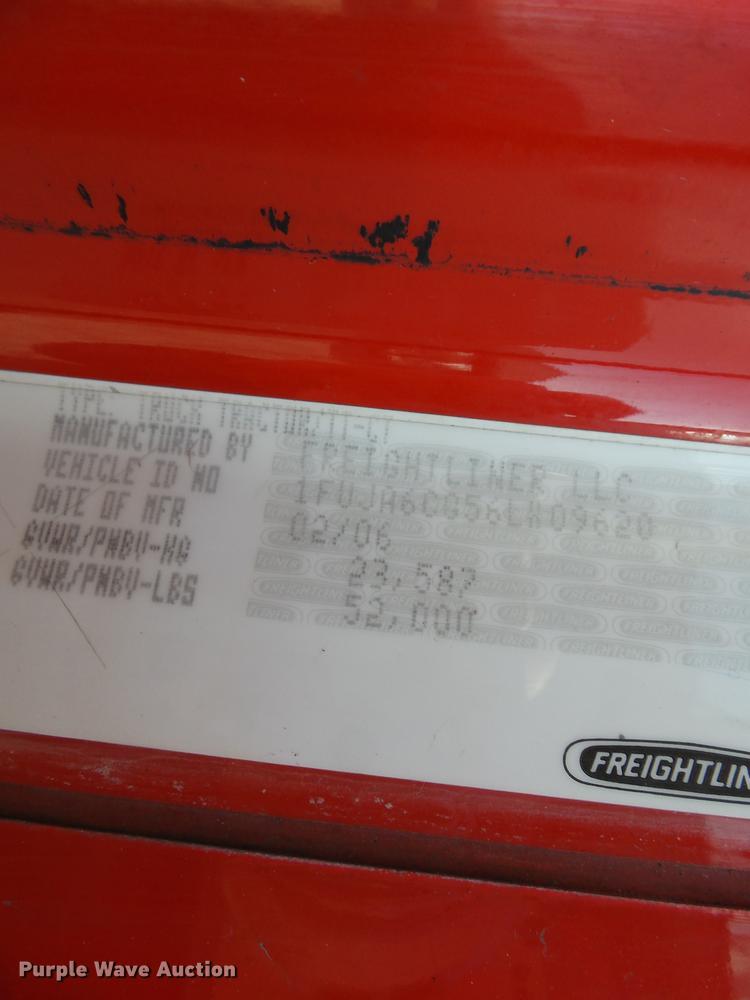 TYPE: TRUCK TRACTOR/TT-CT
MANUFACTURED BY FREIGHTLINER LLC
VEHICLE ID NO 1FUJA6CG56LX09620
DATE OF MFR 02/06
GVWR/PNBV-KG 23,587
GVWR/PNBV-LBS 52,000
FREIGHTLIN
Purple Wave Auction